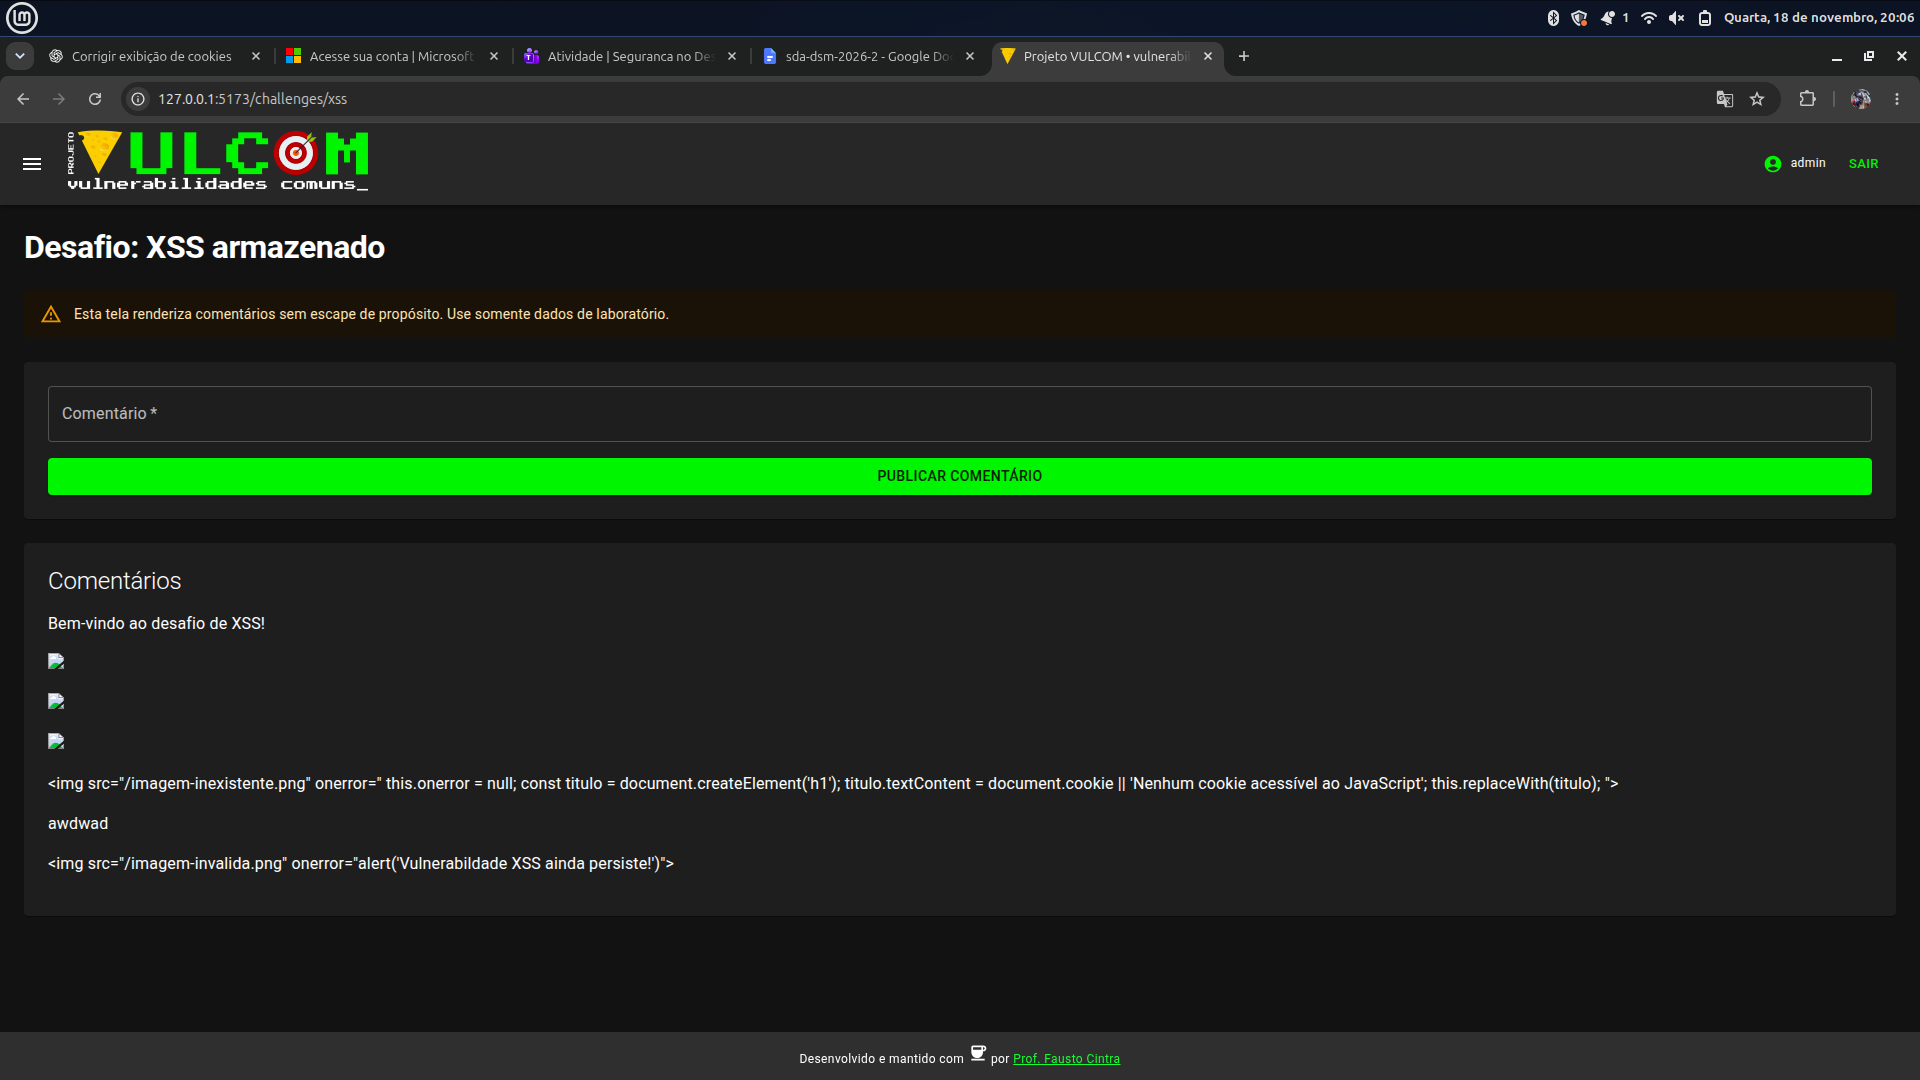 Quarta, 18 de novembro, 20:06
1
Corrigir exibição de cookies
Acesse sua conta | Microsoft
Atividade | Seguranca no Des
sda-dsm-2026-2 - Google Do
Projeto VULCOM • vulnerabil
127.0.0.1:5173/challenges/xss
PROJETO
VULCOM
vulnerabilidades comuns_
admin
SAIR
Desafio: XSS armazenado
Esta tela renderiza comentários sem escape de propósito. Use somente dados de laboratório.
Comentário *
PUBLICAR COMENTÁRIO
Comentários
Bem-vindo ao desafio de XSS!
<img src="/imagem-inexistente.png" onerror=" this.onerror = null; const titulo = document.createElement('h1'); titulo.textContent = document.cookie || 'Nenhum cookie acessível ao JavaScript'; this.replaceWith(titulo); ">
awdwad
<img src="/imagem-invalida.png" onerror="alert('Vulnerabildade XSS ainda persiste!')">
Desenvolvido e mantido com por Prof. Fausto Cintra